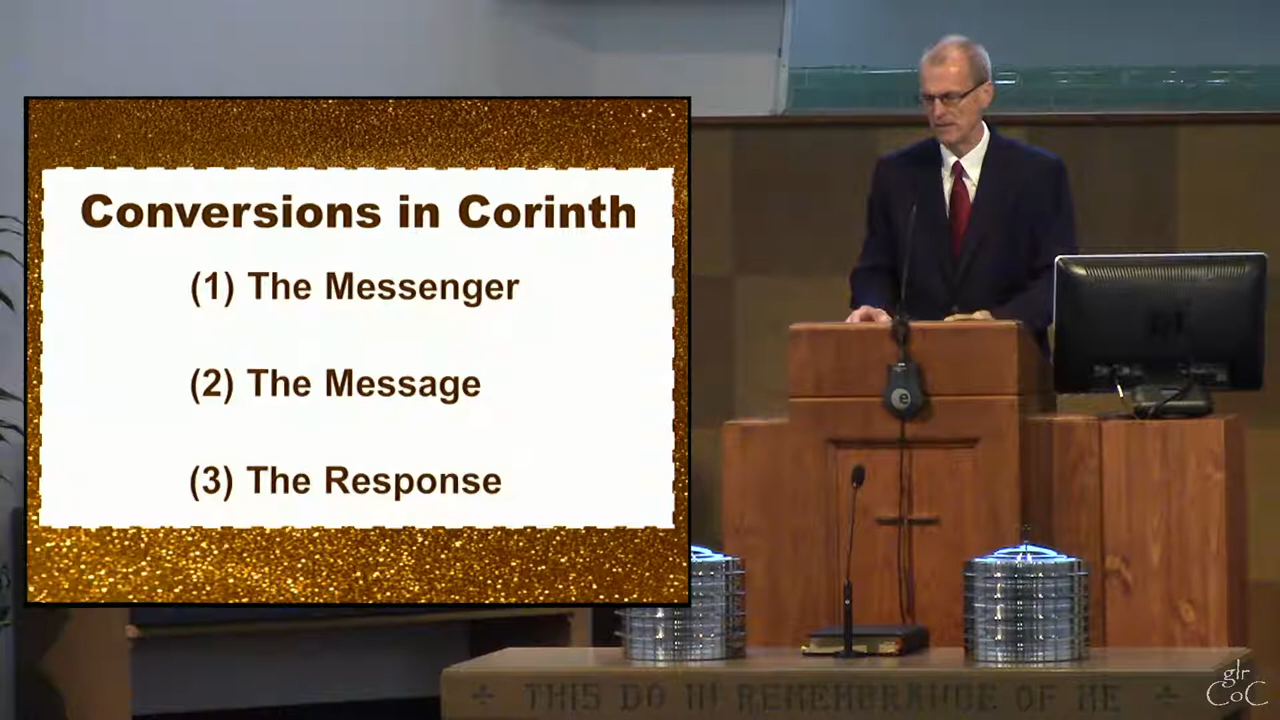 Conversions in Corinth
(1) The Messenger
(2) The Message
(3) The Response
e
THIS DO IN REMEMBRANCE OF ME
glr
CoC